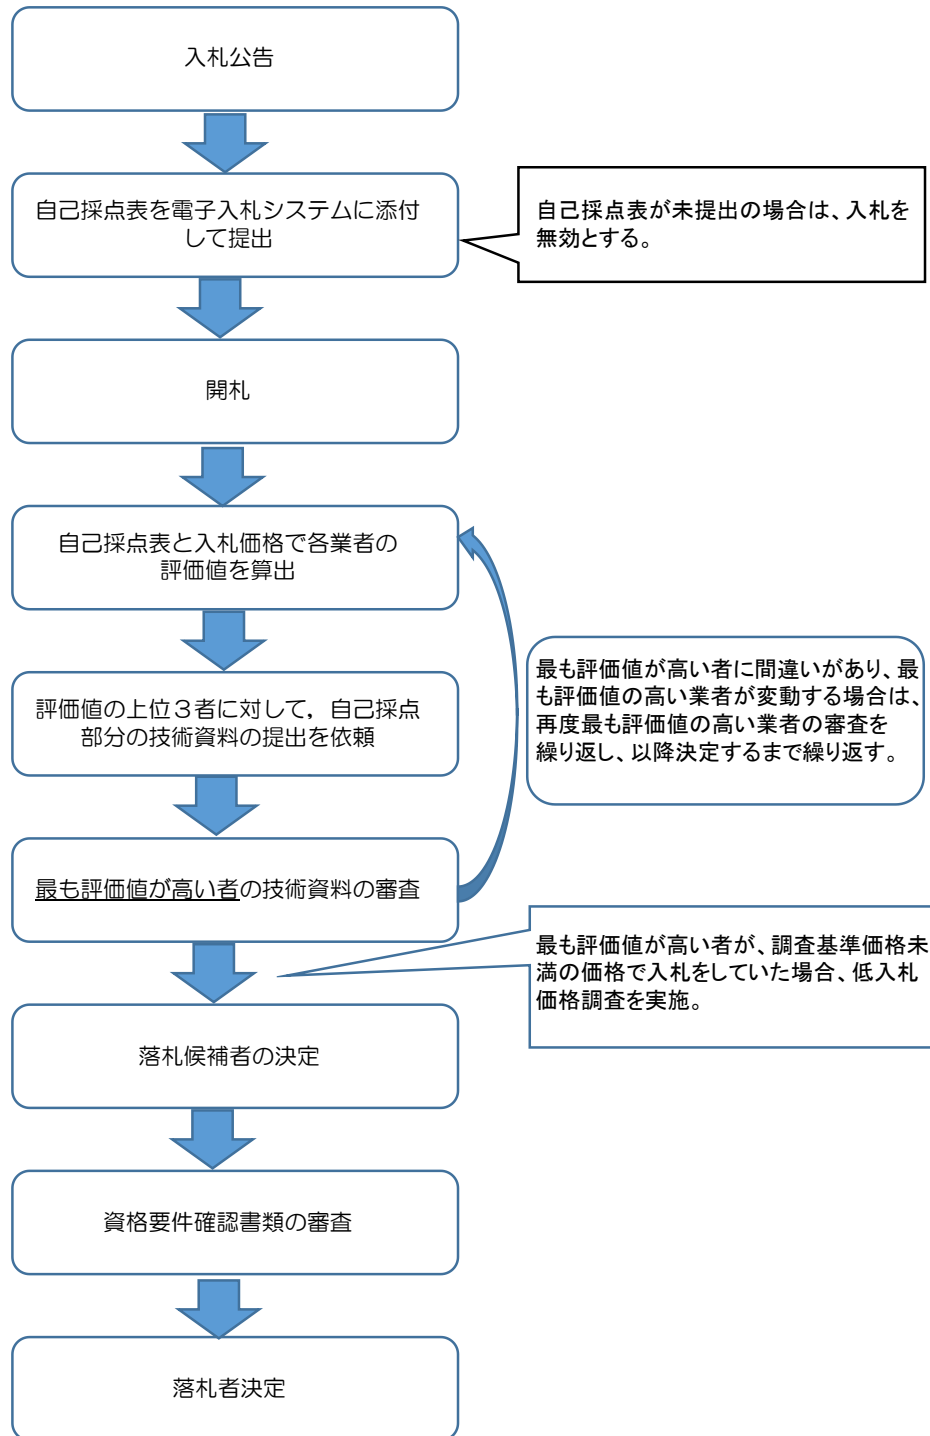 入札公告
自己採点表を電子入札システムに添付
して提出
自己採点表が未提出の場合は、入札を
無効とする。
開札
自己採点表と入札価格で各業者の
評価値を算出
評価値の上位３者に対して，自己採点
部分の技術資料の提出を依頼
最も評価値が高い者に間違いがあり、最
も評価値の高い業者が変動する場合は、
再度最も評価値の高い業者の審査を
繰り返し、以降決定するまで繰り返す。
最も評価値が高い者の技術資料の審査
最も評価値が高い者が、調査基準価格未
満の価格で入札をしていた場合、低入札
価格調査を実施。
落札候補者の決定
資格要件確認書類の審査
落札者決定